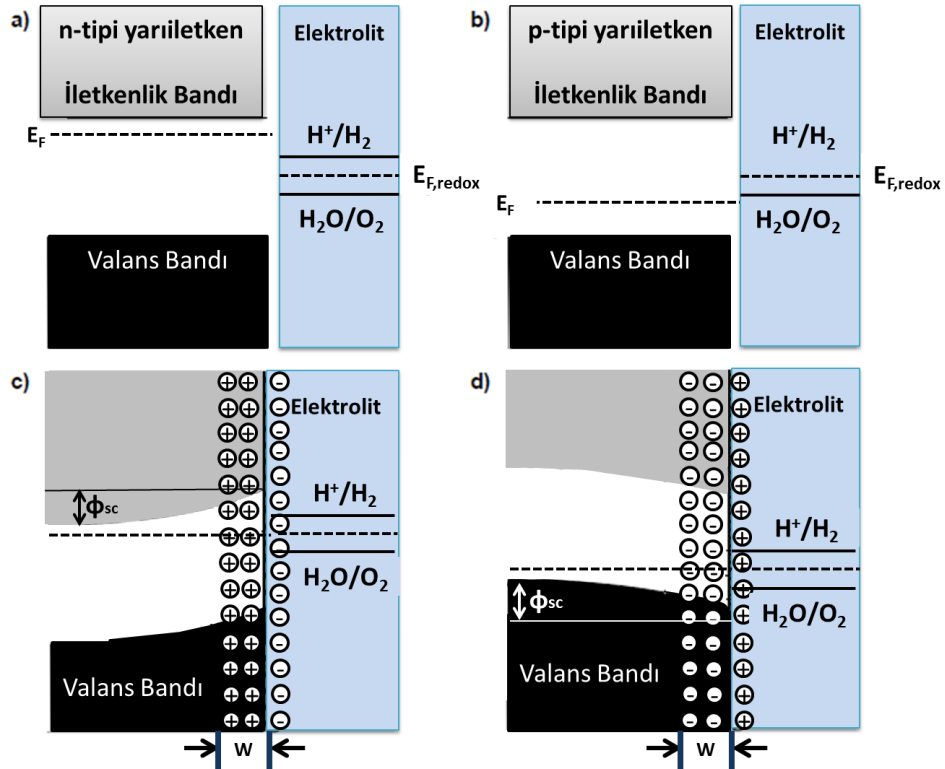 a)
n-tipi yarıiletken
İletkenlik Bandı
Elektrolit
E_F
H⁺/H₂
E_F,redox
H₂O/O₂
Valans Bandı
b)
p-tipi yarıiletken
İletkenlik Bandı
Elektrolit
H⁺/H₂
E_F,redox
E_F
H₂O/O₂
Valans Bandı
c)
Elektrolit
ϕsc
H⁺/H₂
H₂O/O₂
Valans Bandı
W
d)
Elektrolit
H⁺/H₂
ϕsc
H₂O/O₂
Valans Bandı
W